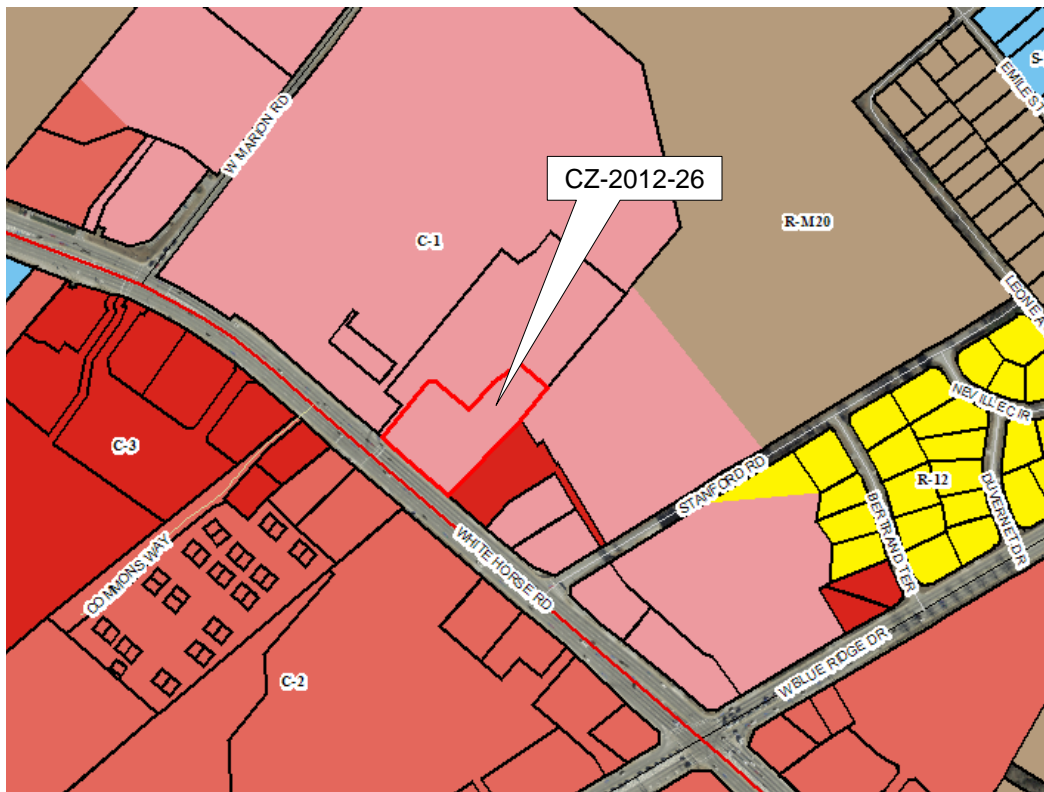 S-
EMILE ST
W MARION RD
CZ-2012-26
R-M20
C-1
LEONE A
NEVILLE CIR
STANFORD RD
C-3
R-12
BERTRAND TER
DUVERNET DR
WHITE HORSE RD
COMMONS WAY
W BLUE RIDGE DR
C-2